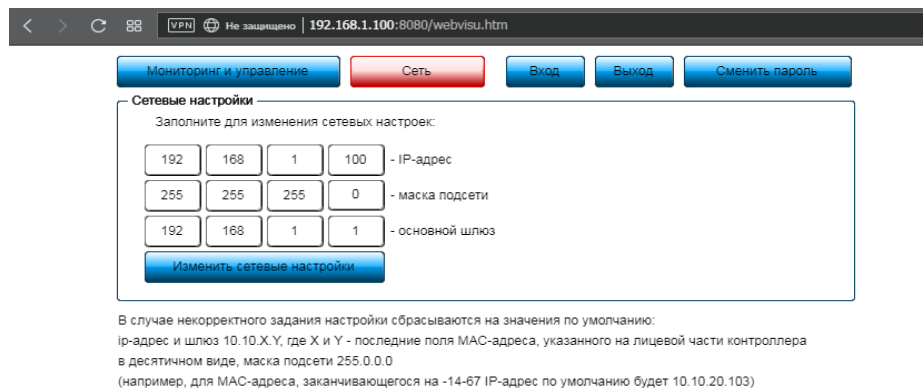 VPN Не защищено 192.168.1.100:8080/webvisu.htm
Мониторинг и управление Сеть Вход Выход Сменить пароль
Сетевые настройки
Заполните для изменения сетевых настроек:
192 168 1 100 - IP-адрес
255 255 255 0 - маска подсети
192 168 1 1 - основной шлюз
Изменить сетевые настройки
В случае некорректного задания настройки сбрасываются на значения по умолчанию:
ip-адрес и шлюз 10.10.X.Y, где X и Y - последние поля MAC-адреса, указанного на лицевой части контроллера
в десятичном виде, маска подсети 255.0.0.0
(например, для MAC-адреса, заканчивающегося на -14-67 IP-адрес по умолчанию будет 10.10.20.103)